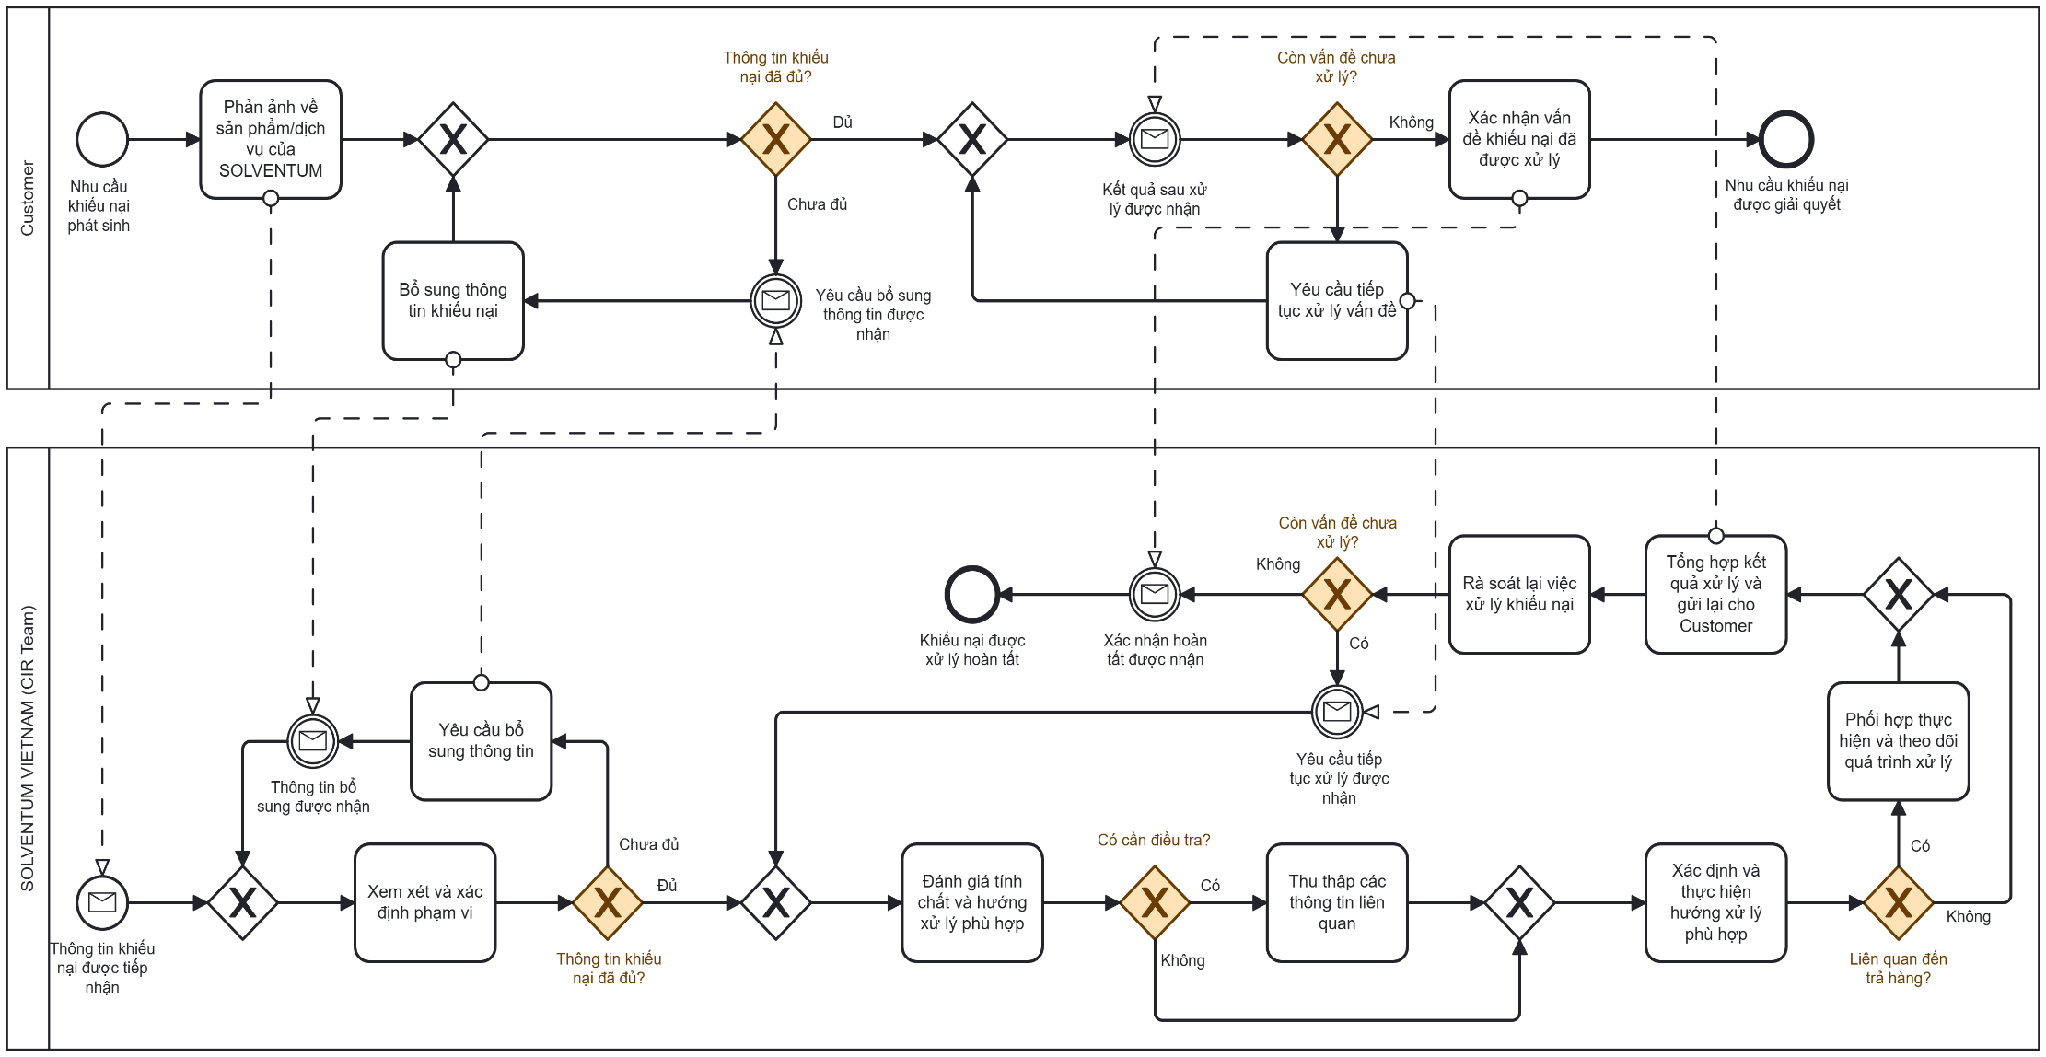 Customer
Nhu cầu
khiếu nại
phát sinh
Phản ảnh về
sản phẩm/dịch
vụ của
SOLVENTUM
Thông tin khiếu
nại đã đủ?
Đủ
Chưa đủ
Bổ sung thông
tin khiếu nại
Yêu cầu bổ sung
thông tin được
nhận
Kết quả sau xử
lý được nhận
Còn vấn đề chưa
xử lý?
Không
Xác nhận vấn
đề khiếu nại đã
được xử lý
Nhu cầu khiếu nại
được giải quyết
Yêu cầu tiếp
tục xử lý vấn đề
SOLVENTUM VIETNAM (CIR Team)
Còn vấn đề chưa
xử lý?
Không
Có
Khiếu nại được
xử lý hoàn tất
Xác nhận hoàn
tất được nhận
Rà soát lại việc
xử lý khiếu nại
Tổng hợp kết
quả xử lý và
gửi lại cho
Customer
Yêu cầu bổ
sung thông tin
Thông tin bổ
sung được nhận
Yêu cầu tiếp
tục xử lý được
nhận
Phối hợp thực
hiện và theo dõi
quá trình xử lý
Thông tin khiếu
nại được tiếp
nhận
Xem xét và xác
định phạm vi
Chưa đủ
Đủ
Thông tin khiếu
nại đã đủ?
Đánh giá tính
chất và hướng
xử lý phù hợp
Có cần điều tra?
Có
Không
Thu thập các
thông tin liên
quan
Xác định và
thực hiện
hướng xử lý
phù hợp
Có
Không
Liên quan đến
trả hàng?